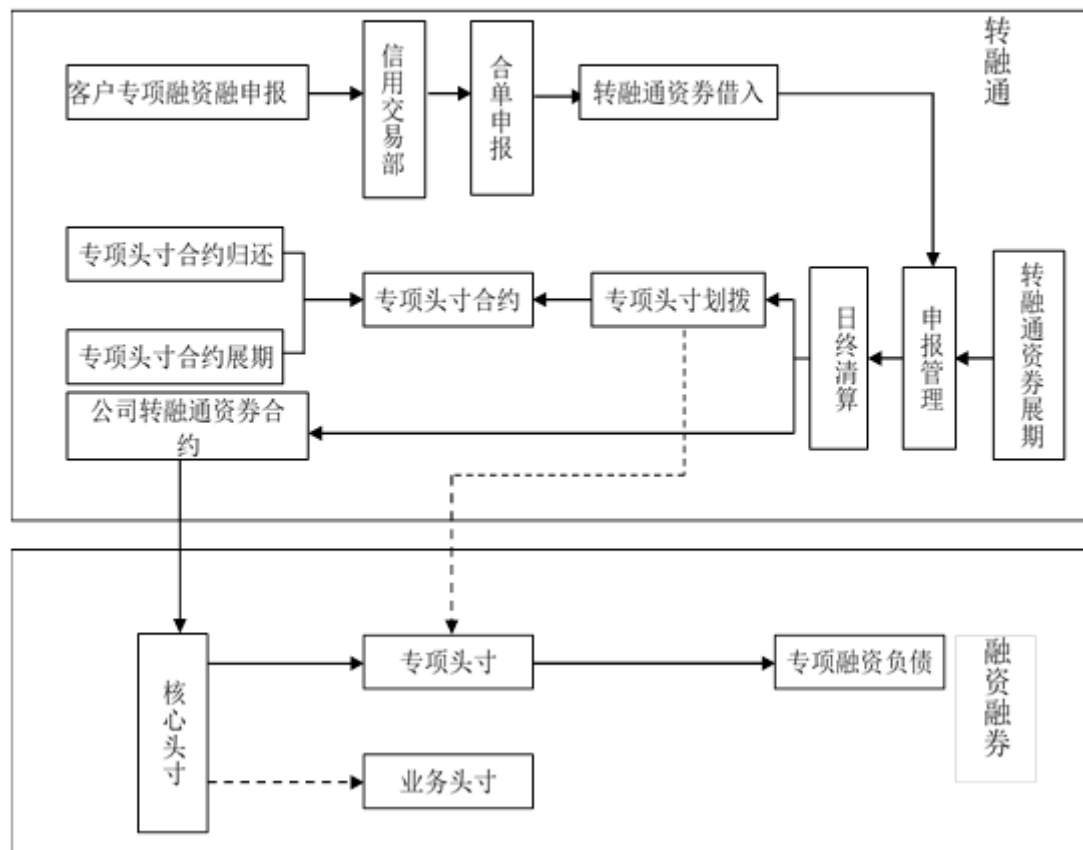 转融通
客户专项融资融申报
信用交易部
合单申报
转融通资券借入
专项头寸合约归还
专项头寸合约
专项头寸划拨
日终清算
申报管理
转融通资券展期
专项头寸合约展期
公司转融通资券合
约
核心头寸
专项头寸
专项融资负债
融资融券
业务头寸